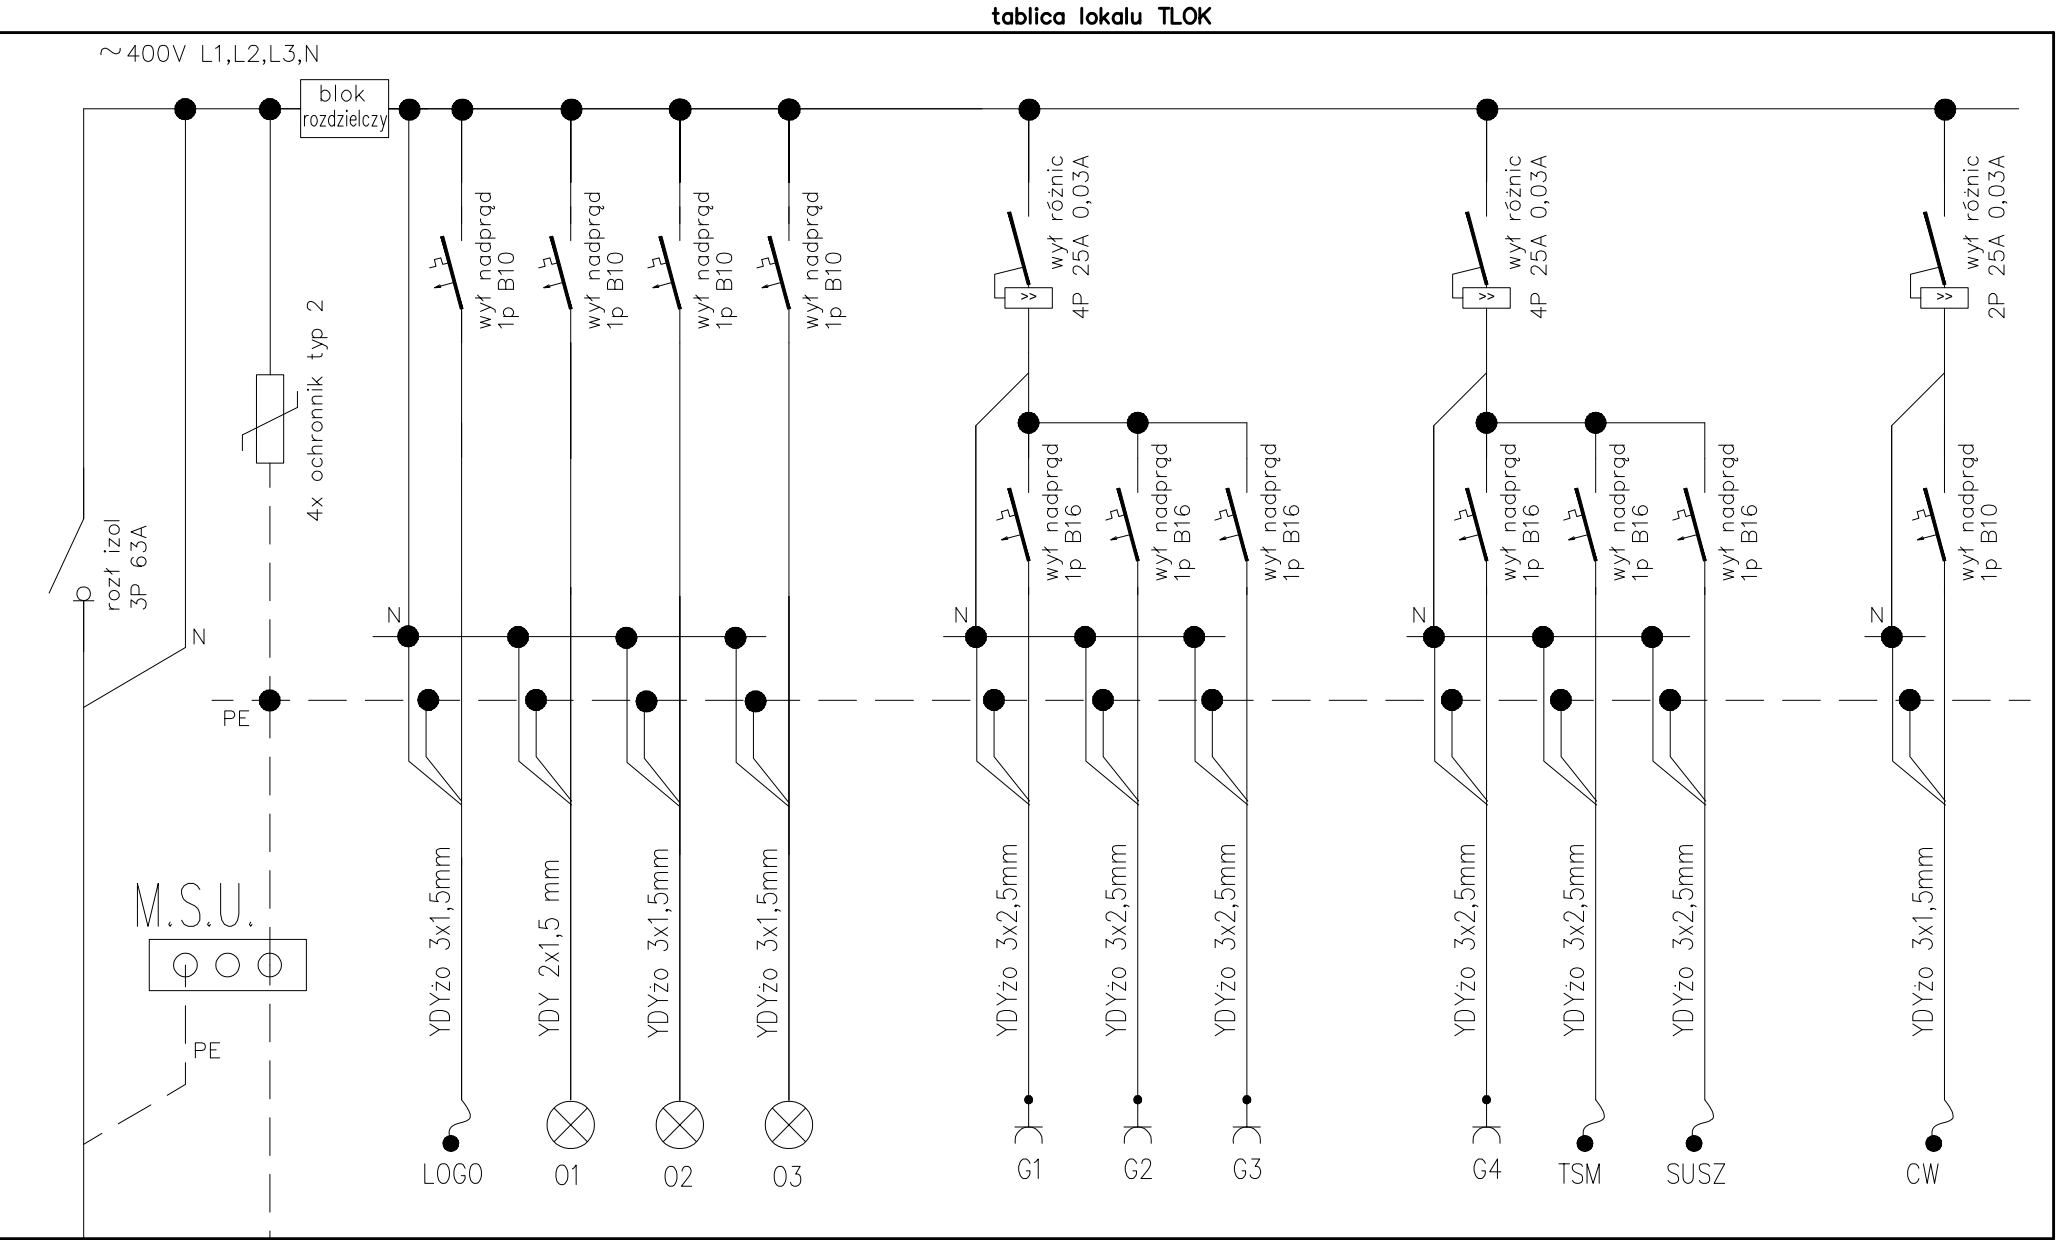 tablica lokalu TLOK
~400V L1,L2,L3,N
blok
rozdzielczy
wył nadprąd
1p B10
wył nadprąd
1p B10
wył nadprąd
1p B10
wył nadprąd
1p B10
wył różnic
4P 25A 0,03A
wył różnic
4P 25A 0,03A
wył różnic
2P 25A 0,03A
4x ochronnik typ 2
rozł izol
3P 63A
wył nadprąd
1p B16
wył nadprąd
1p B16
wył nadprąd
1p B16
wył nadprąd
1p B16
wył nadprąd
1p B16
wył nadprąd
1p B16
wył nadprąd
1p B10
N
N
N
N
N
PE
M.S.U.
PE
YDYżo 3x1,5mm
YDY 2x1,5 mm
YDYżo 3x1,5mm
YDYżo 3x1,5mm
YDYżo 3x2,5mm
YDYżo 3x2,5mm
YDYżo 3x2,5mm
YDYżo 3x2,5mm
YDYżo 3x2,5mm
YDYżo 3x2,5mm
YDYżo 3x1,5mm
>>
>>
>>
LOGO
O1
O2
O3
G1
G2
G3
G4
TSM
SUSZ
CW